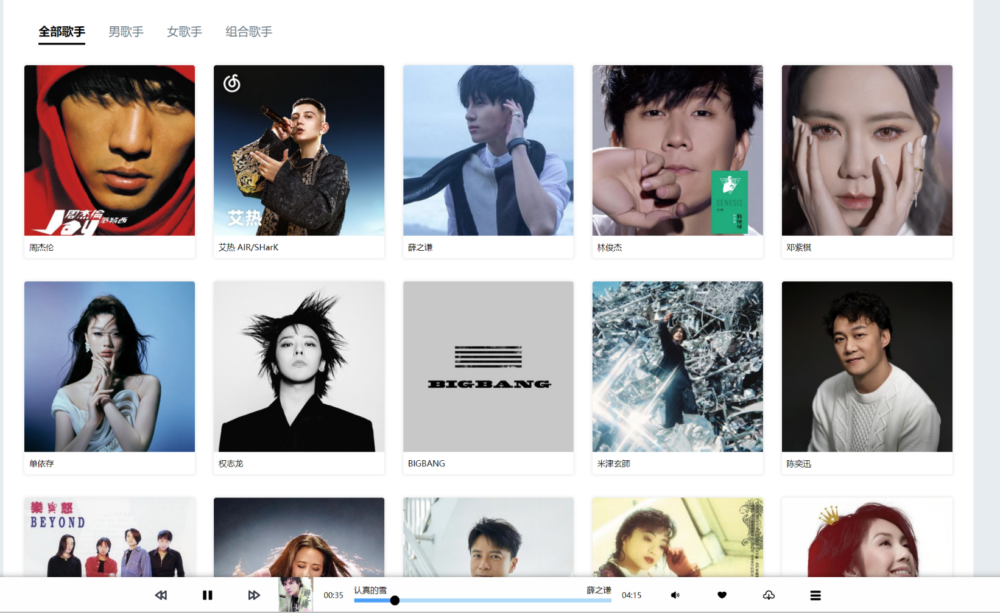 全部歌手 男歌手 女歌手 组合歌手
周杰倫
范特西
Jay
艾热
GENESIS
新地球
周杰伦
艾热 AIR/SHarK
薛之谦
林俊杰
邓紫棋
BIGBANG
单依存
权志龙
BIGBANG
米津玄師
陈奕迅
樂與怒
BEYOND
00:35
认真的雪
薛之谦
04:15